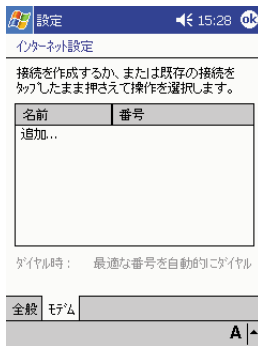 設定 15:28 ok
インターネット設定
接続を作成するか、または既存の接続を
タップしたまま押さえて操作を選択します。
名前 番号
追加...
ダイヤル時： 最適な番号を自動的にダイヤル
全般 モデム
A